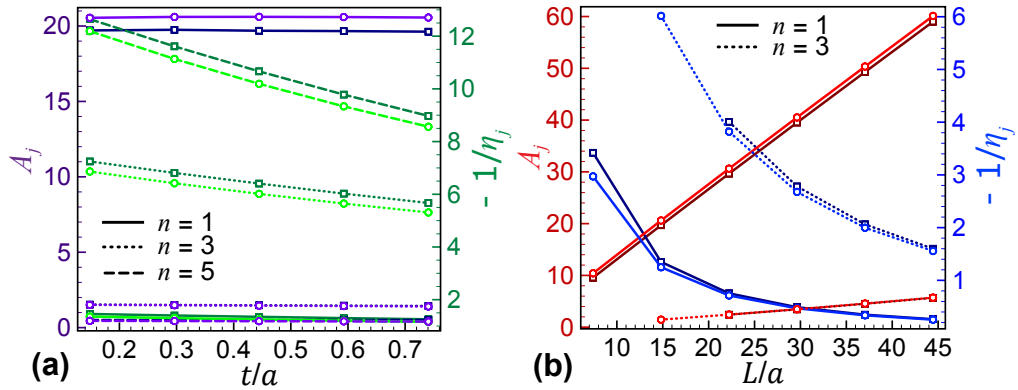 20
15
10
5
0
A_j
12
10
8
6
4
2
- 1/η_j
n = 1
n = 3
n = 5
0.2 0.3 0.4 0.5 0.6 0.7
t/a
(a)
60
50
40
30
20
10
0
A_j
6
5
4
3
2
1
- 1/η_j
n = 1
n = 3
10 15 20 25 30 35 40 45
L/a
(b)